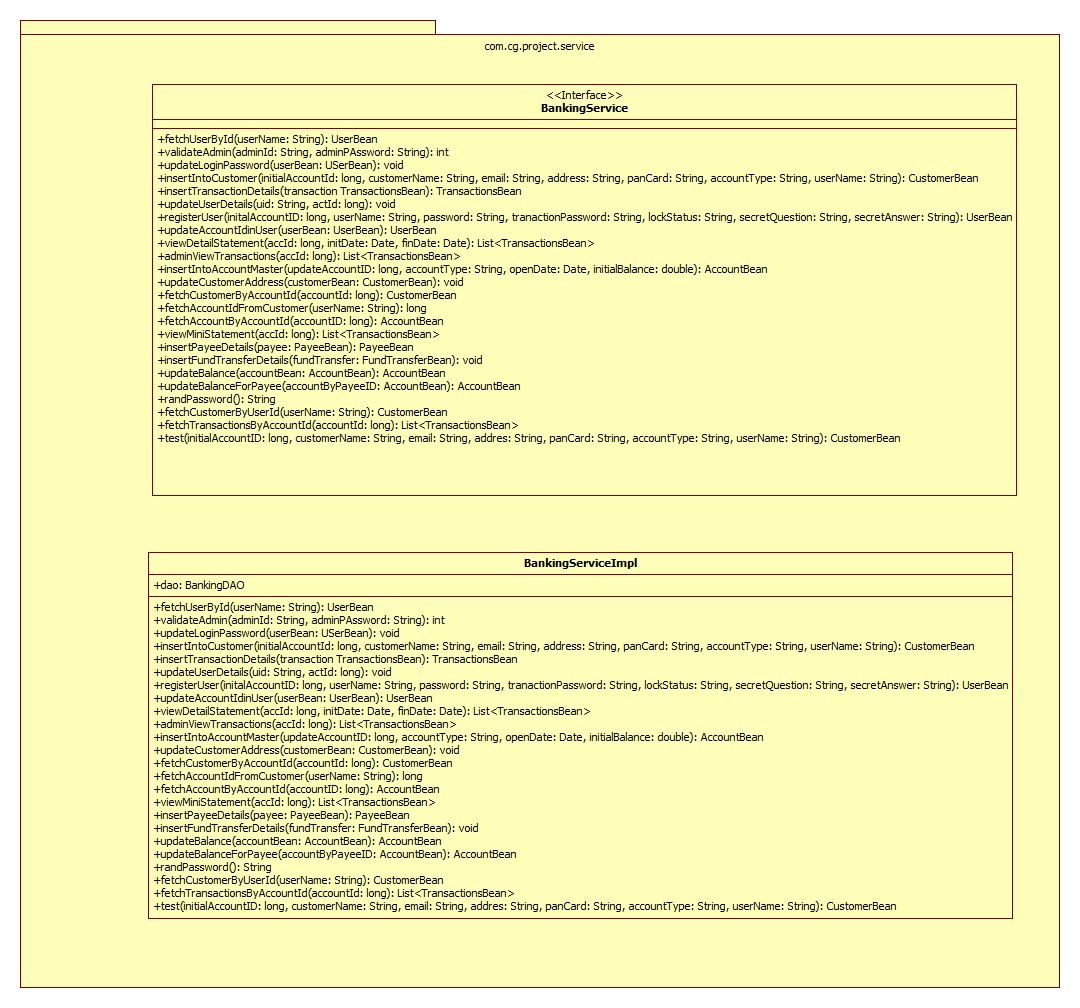 com.cg.project.service
<<Interface>>
BankingService
+fetchUserById(userName: String): UserBean
+validateAdmin(adminId: String, adminPAssword: String): int
+updateLoginPassword(userBean: USerBean): void
+insertIntoCustomer(initialAccountId: long, customerName: String, email: String, address: String, panCard: String, accountType: String, userName: String): CustomerBean
+insertTransactionDetails(transaction TransactionsBean): TransactionsBean
+updateUserDetails(uid: String, actId: long): void
+registerUser(initalAccountID: long, userName: String, password: String, tranactionPassword: String, lockStatus: String, secretQuestion: String, secretAnswer: String): UserBean
+updateAccountIdinUser(userBean: UserBean): UserBean
+viewDetailStatement(accId: long, initDate: Date, finDate: Date): List<TransactionsBean>
+adminViewTransactions(accId: long): List<TransactionsBean>
+insertIntoAccountMaster(updateAccountID: long, accountType: String, openDate: Date, initialBalance: double): AccountBean
+updateCustomerAddress(customerBean: CustomerBean): void
+fetchCustomerByAccountId(accountId: long): CustomerBean
+fetchAccountIdFromCustomer(userName: String): long
+fetchAccountByAccountId(accountID: long): AccountBean
+viewMiniStatement(accId: long): List<TransactionsBean>
+insertPayeeDetails(payee: PayeeBean): PayeeBean
+insertFundTransferDetails(fundTransfer: FundTransferBean): void
+updateBalance(accountBean: AccountBean): AccountBean
+updateBalanceForPayee(accountByPayeeID: AccountBean): AccountBean
+randPassword(): String
+fetchCustomerByUserId(userName: String): CustomerBean
+fetchTransactionsByAccountId(accountId: long): List<TransactionsBean>
+test(initialAccountID: long, customerName: String, email: String, addres: String, panCard: String, accountType: String, userName: String): CustomerBean
BankingServiceImpl
+dao: BankingDAO
+fetchUserById(userName: String): UserBean
+validateAdmin(adminId: String, adminPAssword: String): int
+updateLoginPassword(userBean: USerBean): void
+insertIntoCustomer(initialAccountId: long, customerName: String, email: String, address: String, panCard: String, accountType: String, userName: String): CustomerBean
+insertTransactionDetails(transaction TransactionsBean): TransactionsBean
+updateUserDetails(uid: String, actId: long): void
+registerUser(initalAccountID: long, userName: String, password: String, tranactionPassword: String, lockStatus: String, secretQuestion: String, secretAnswer: String): UserBean
+updateAccountIdinUser(userBean: UserBean): UserBean
+viewDetailStatement(accId: long, initDate: Date, finDate: Date): List<TransactionsBean>
+adminViewTransactions(accId: long): List<TransactionsBean>
+insertIntoAccountMaster(updateAccountID: long, accountType: String, openDate: Date, initialBalance: double): AccountBean
+updateCustomerAddress(customerBean: CustomerBean): void
+fetchCustomerByAccountId(accountId: long): CustomerBean
+fetchAccountIdFromCustomer(userName: String): long
+fetchAccountByAccountId(accountID: long): AccountBean
+viewMiniStatement(accId: long): List<TransactionsBean>
+insertPayeeDetails(payee: PayeeBean): PayeeBean
+insertFundTransferDetails(fundTransfer: FundTransferBean): void
+updateBalance(accountBean: AccountBean): AccountBean
+updateBalanceForPayee(accountByPayeeID: AccountBean): AccountBean
+randPassword(): String
+fetchCustomerByUserId(userName: String): CustomerBean
+fetchTransactionsByAccountId(accountId: long): List<TransactionsBean>
+test(initialAccountID: long, customerName: String, email: String, addres: String, panCard: String, accountType: String, userName: String): CustomerBean